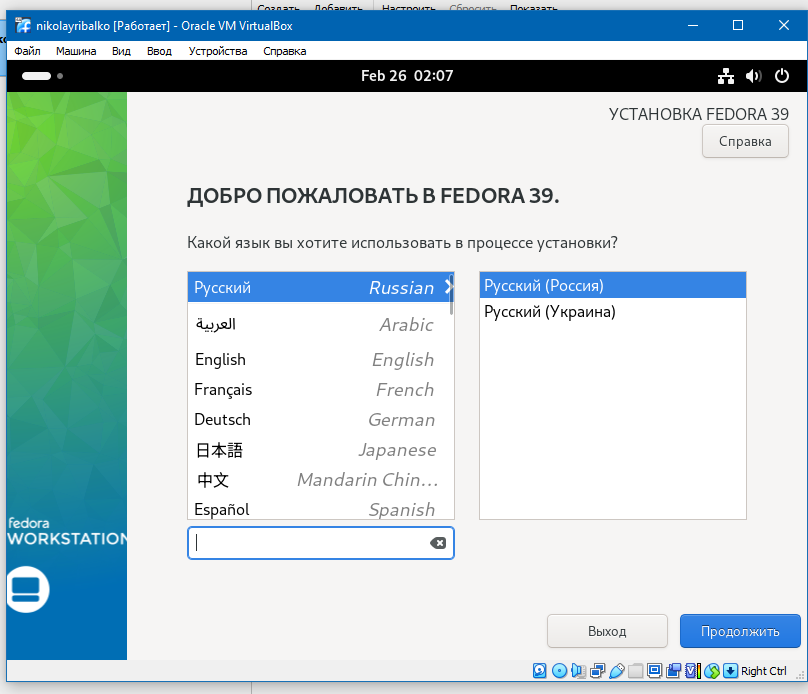 Создать Добавить Настроить Сбросить Показать
nikolayribalko [Работает] - Oracle VM VirtualBox
Файл Машина Вид Ввод Устройства Справка
Feb 26 02:07
УСТАНОВКА FEDORA 39
Справка
ДОБРО ПОЖАЛОВАТЬ В FEDORA 39.
Какой язык вы хотите использовать в процессе установки?
Русский Russian
العربية Arabic
English English
Français French
Deutsch German
日本語 Japanese
中文 Mandarin Chin...
Español Spanish
Русский (Россия)
Русский (Украина)
fedora
WORKSTATION
Выход Продолжить
Right Ctrl